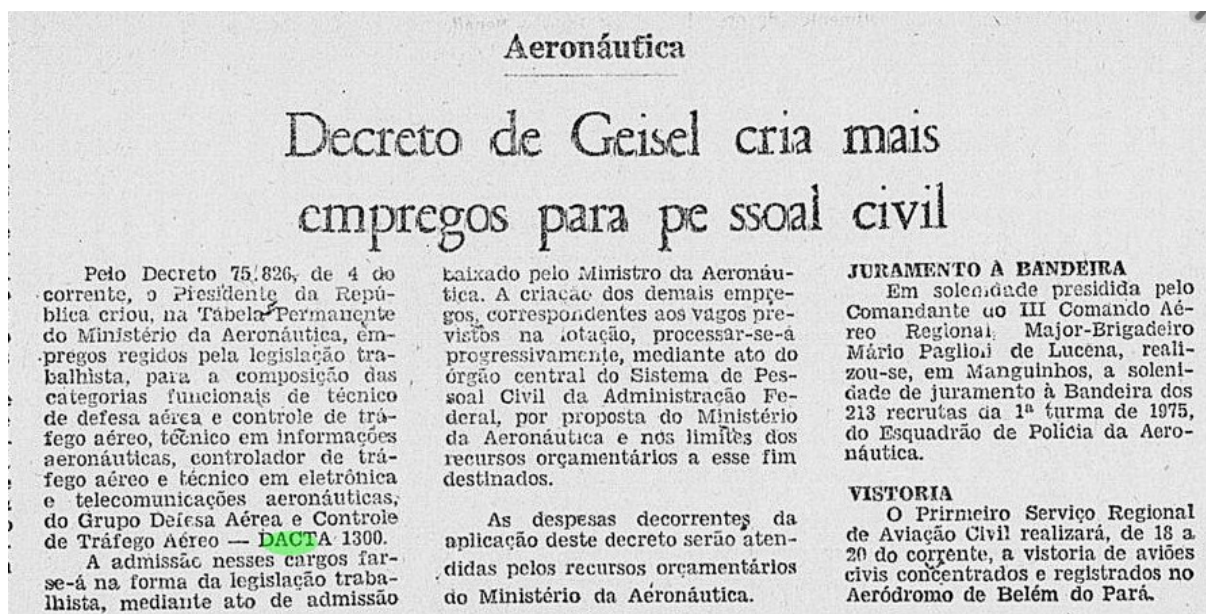 Aeronáutica
Decreto de Geisel cria mais
empregos para pe ssoal civil
Pelo Decreto 75.826, de 4 do
corrente, o Presidente da Repú-
blica criou, na Tabela Permanente
do Ministério da Aeronáutica, em-
pregos regidos pela legislação tra-
balhista, para a composição das
categorias funcionais de técnico
de defesa aérea e controle de trá-
fego aéreo, técnico em informações
aeronáuticas, controlador de trá-
fego aéreo e técnico em eletrônica
e telecomunicações aeronáuticas,
do Grupo Defesa Aérea e Controle
de Tráfego Aéreo — DACTA 1300.
A admissão nesses cargos far-
se-á na forma da legislação traba-
lhista, mediante ato de admissão
baixado pelo Ministro da Aeronáu-
tica. A criação dos demais empre-
gos, correspondentes aos vagos pre-
vistos na lotação, processar-se-á
progressivamente, mediante ato do
órgão central do Sistema de Pes-
soal Civil da Administração Fe-
deral, por proposta do Ministério
da Aeronáutica e nos limites dos
recursos orçamentários a esse fim
destinados.
As despesas decorrentes da
aplicação deste decreto serão aten-
didas pelos recursos orçamentários
do Ministério da Aeronáutica.
JURAMENTO À BANDEIRA
Em solenidade presidida pelo
Comandante do III Comando Aé-
reo Regional, Major-Brigadeiro
Mário Paglioli de Lucena, reali-
zou-se, em Manguinhos, a soleni-
dade de juramento à Bandeira dos
213 recrutas da 1ª turma de 1975,
do Esquadrão de Polícia da Aero-
náutica.
VISTORIA
O Prirmeiro Serviço Regional
de Aviação Civil realizará, de 18 a
20 do corrente, a vistoria de aviões
civis concentrados e registrados no
Aeródromo de Belém do Pará.